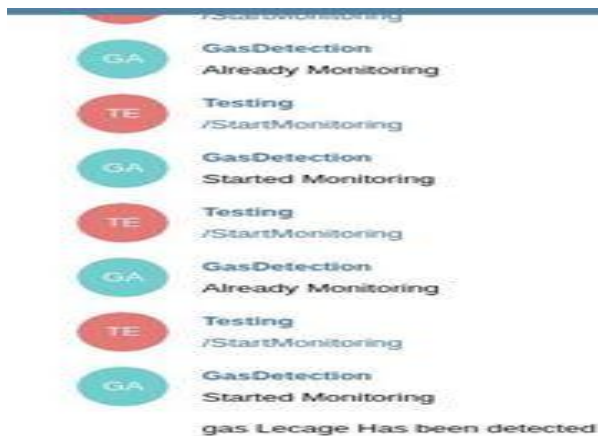 /StartMonitoring
GA
GasDetection
Already Monitoring
TE
Testing
/StartMonitoring
GA
GasDetection
Started Monitoring
TE
Testing
/StartMonitoring
GA
GasDetection
Already Monitoring
TE
Testing
/StartMonitoring
GA
GasDetection
Started Monitoring
gas Lecage Has been detected